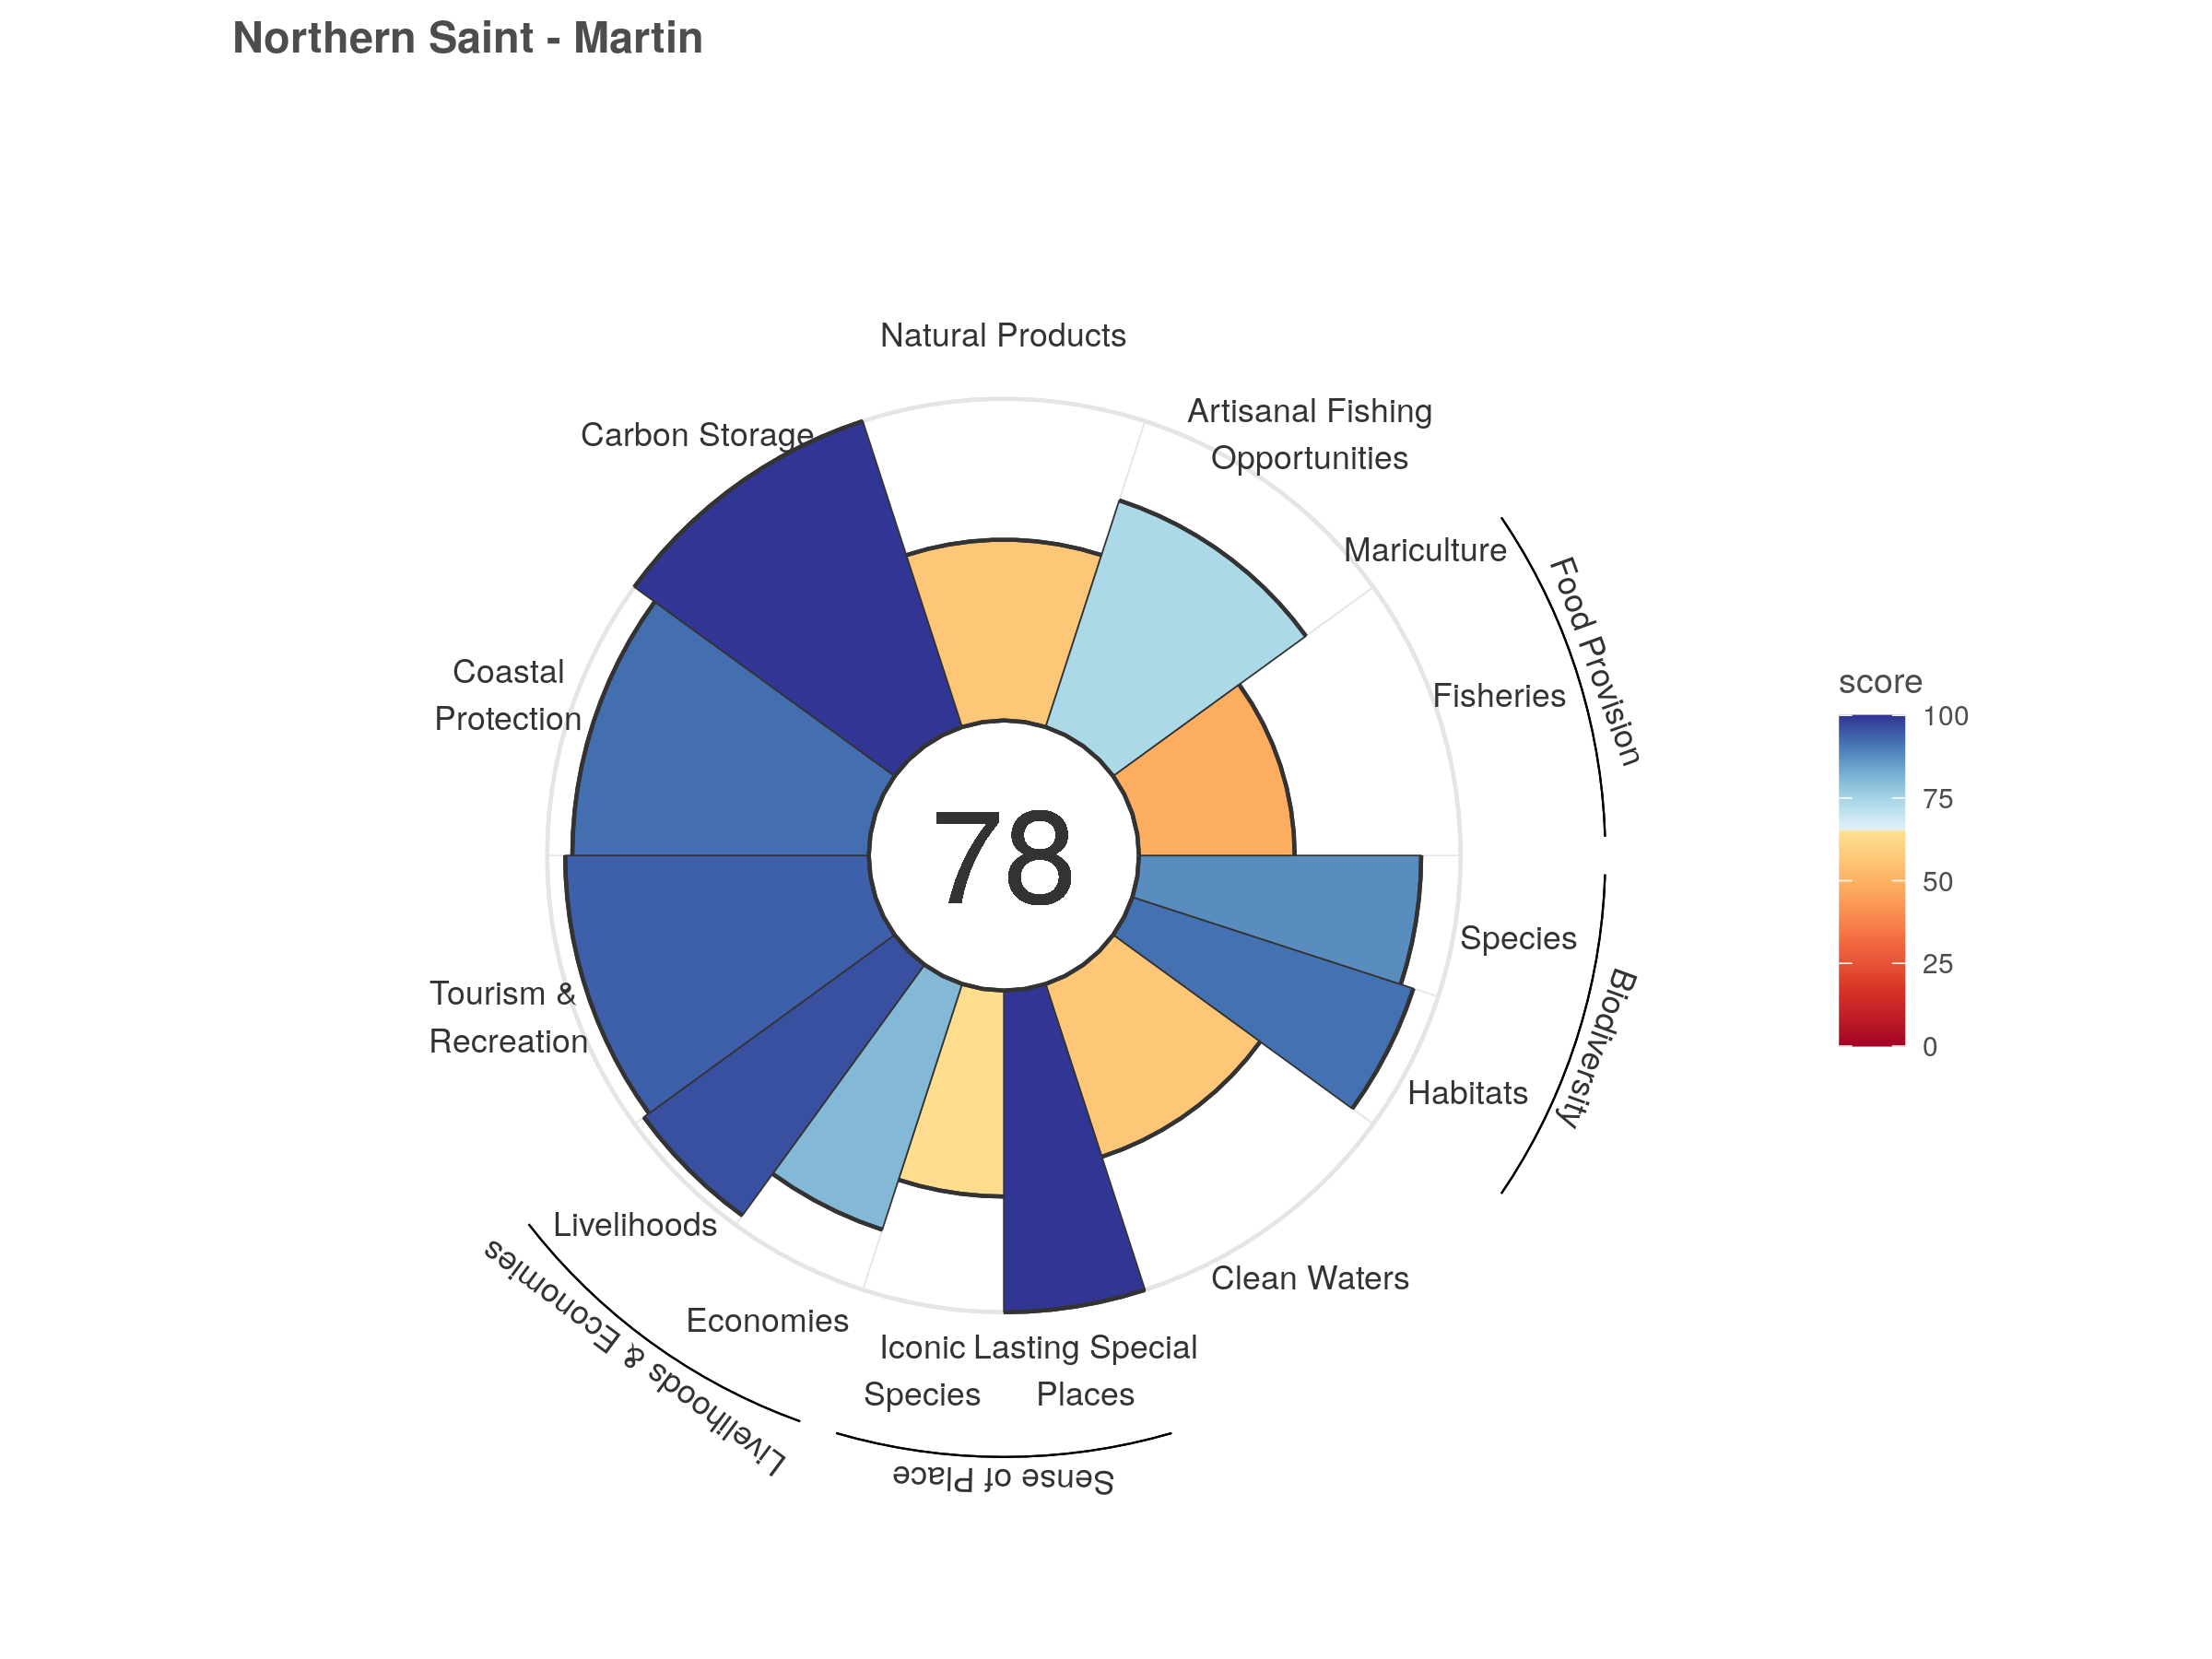 Northern Saint - Martin
Natural Products
Artisanal Fishing
Opportunities
Carbon Storage
Mariculture
Food Provision
Fisheries
Coastal
Protection
score
100
75
50
25
0
78
Species
Biodiversity
Tourism &
Recreation
Habitats
Livelihoods
Livelihoods & Economies
Clean Waters
Economies
Iconic
Species
Lasting Special
Places
Sense of Place